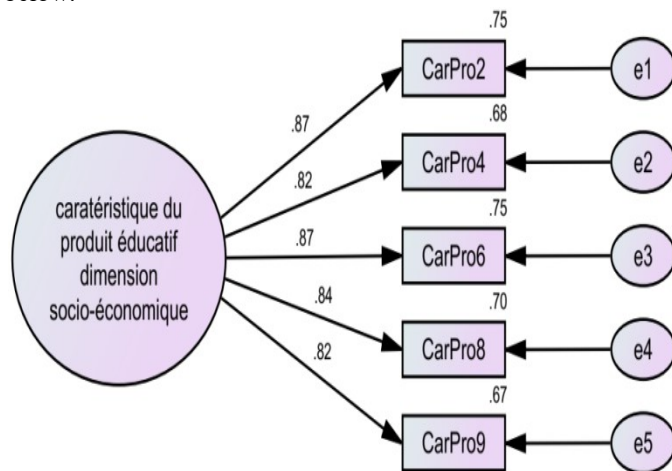 .75
CarPro2
e1
.87
.68
CarPro4
e2
.82
.75
CarPro6
e3
.87
caratéristique du
produit éducatif
dimension
socio-économique
.70
CarPro8
e4
.84
.67
CarPro9
e5
.82